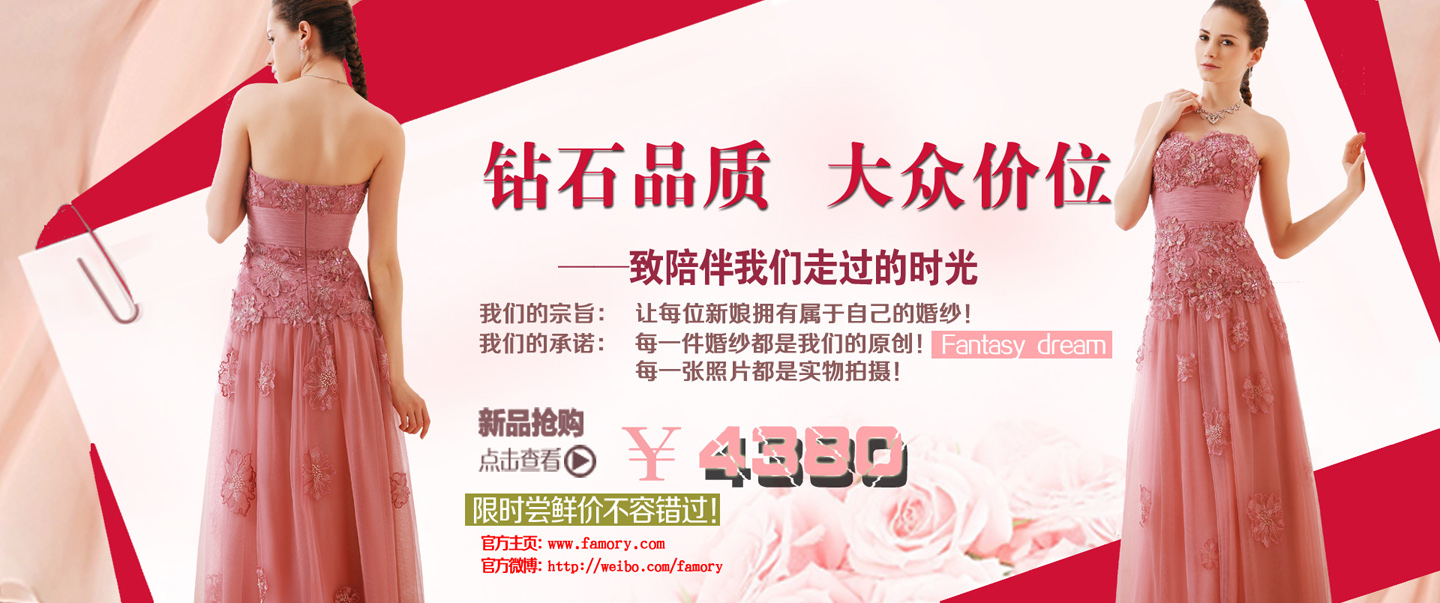 钻石品质 大众价位
——致陪伴我们走过的时光
我们的宗旨： 让每位新娘拥有属于自己的婚纱！
我们的承诺： 每一件婚纱都是我们的原创！ Fantasy dream
每一张照片都是实物拍摄！
新品抢购
点击查看
￥4380
限时尝鲜价不容错过！
官方主页：www.famory.com
官方微博：http://weibo.com/famory